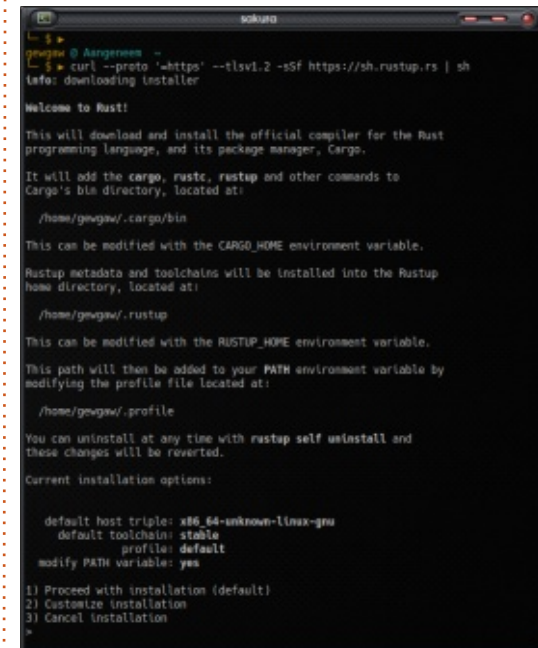 sakura
└─ $ ▶
gewgaw @ Aangeneem ~
└─ $ ▶ curl --proto '=https' --tlsv1.2 -sSf https://sh.rustup.rs | sh
info: downloading installer
Welcome to Rust!
This will download and install the official compiler for the Rust
programming language, and its package manager, Cargo.
It will add the cargo, rustc, rustup and other commands to
Cargo's bin directory, located at:
/home/gewgaw/.cargo/bin
This can be modified with the CARGO_HOME environment variable.
Rustup metadata and toolchains will be installed into the Rustup
home directory, located at:
/home/gewgaw/.rustup
This can be modified with the RUSTUP_HOME environment variable.
This path will then be added to your PATH environment variable by
modifying the profile file located at:
/home/gewgaw/.profile
You can uninstall at any time with rustup self uninstall and
these changes will be reverted.
Current installation options:
default host triple: x86_64-unknown-linux-gnu
default toolchain: stable
profile: default
modify PATH variable: yes
1) Proceed with installation (default)
2) Customize installation
3) Cancel installation
>